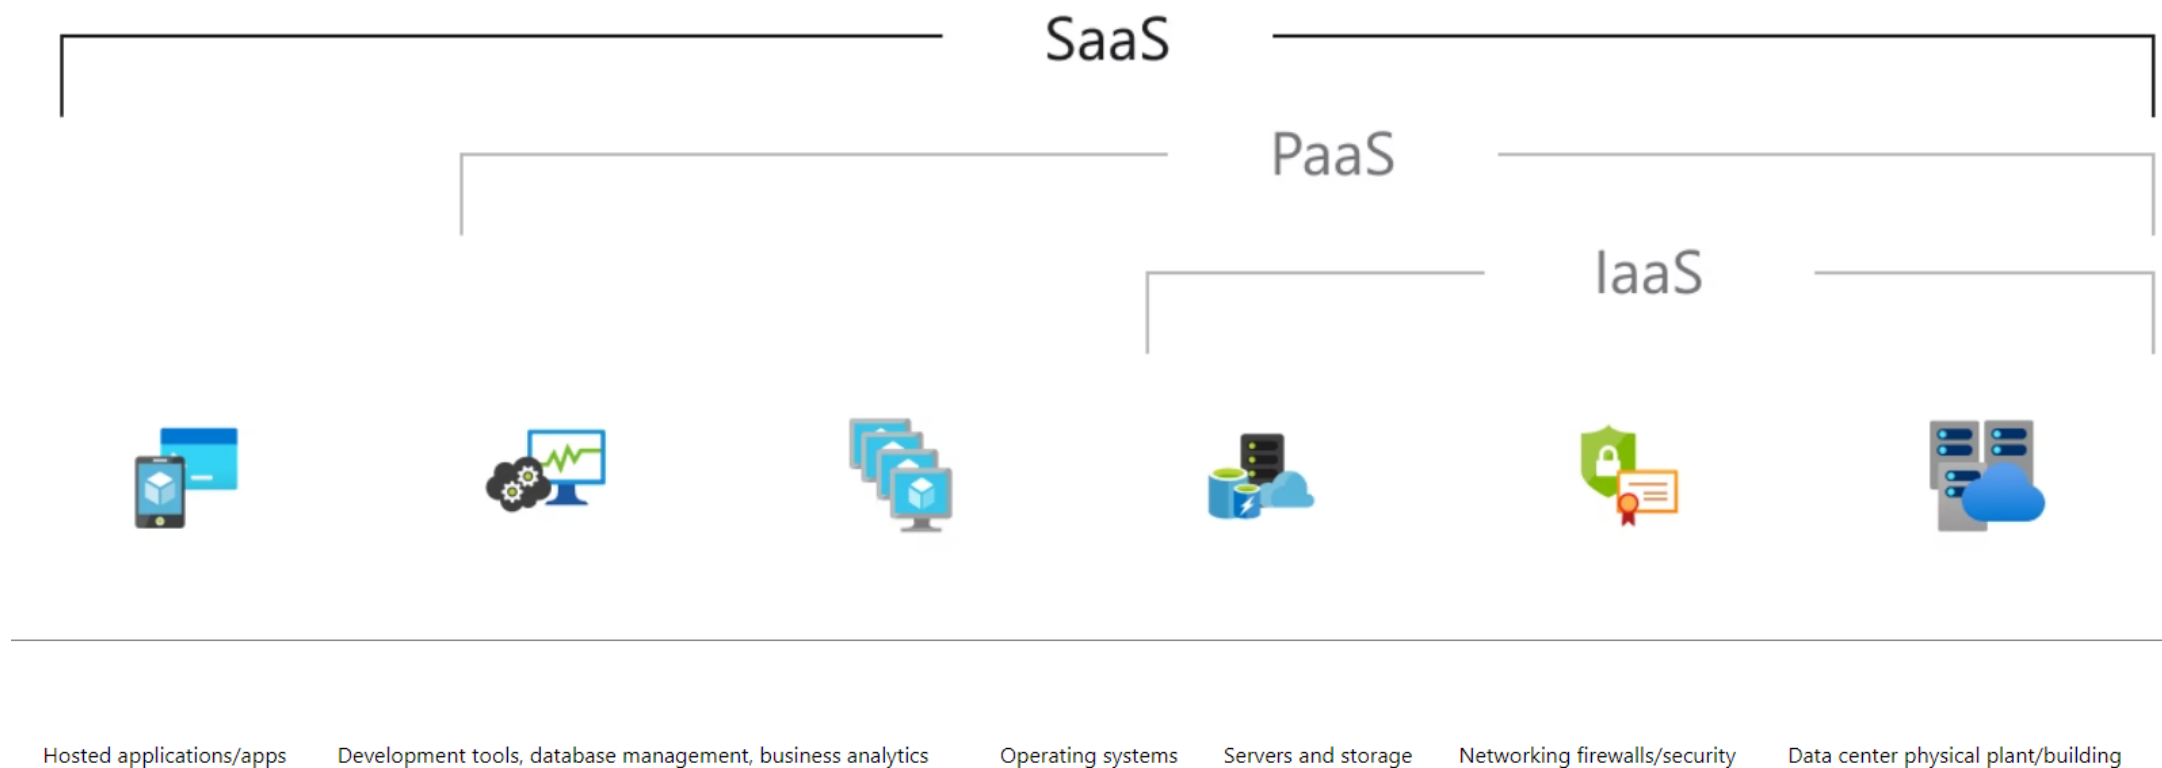 SaaS
PaaS
IaaS
Hosted applications/apps
Development tools, database management, business analytics
Operating systems
Servers and storage
Networking firewalls/security
Data center physical plant/building